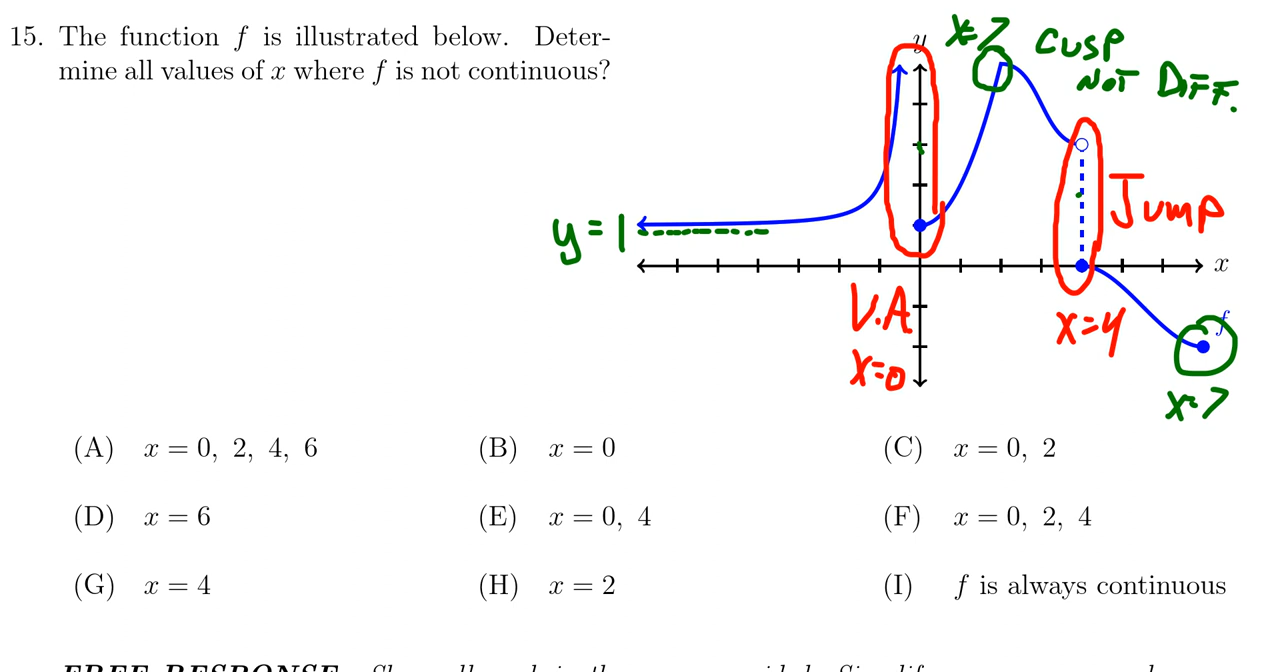 15. The function f is illustrated below. Deter-
mine all values of x where f is not continuous?
y
x=2
CUSP
NOT DIFF.
y=1
Jump
x
V.A
x=0
x=4
f
x=7
(A) x = 0, 2, 4, 6 (B) x = 0 (C) x = 0, 2
(D) x = 6 (E) x = 0, 4 (F) x = 0, 2, 4
(G) x = 4 (H) x = 2 (I) f is always continuous